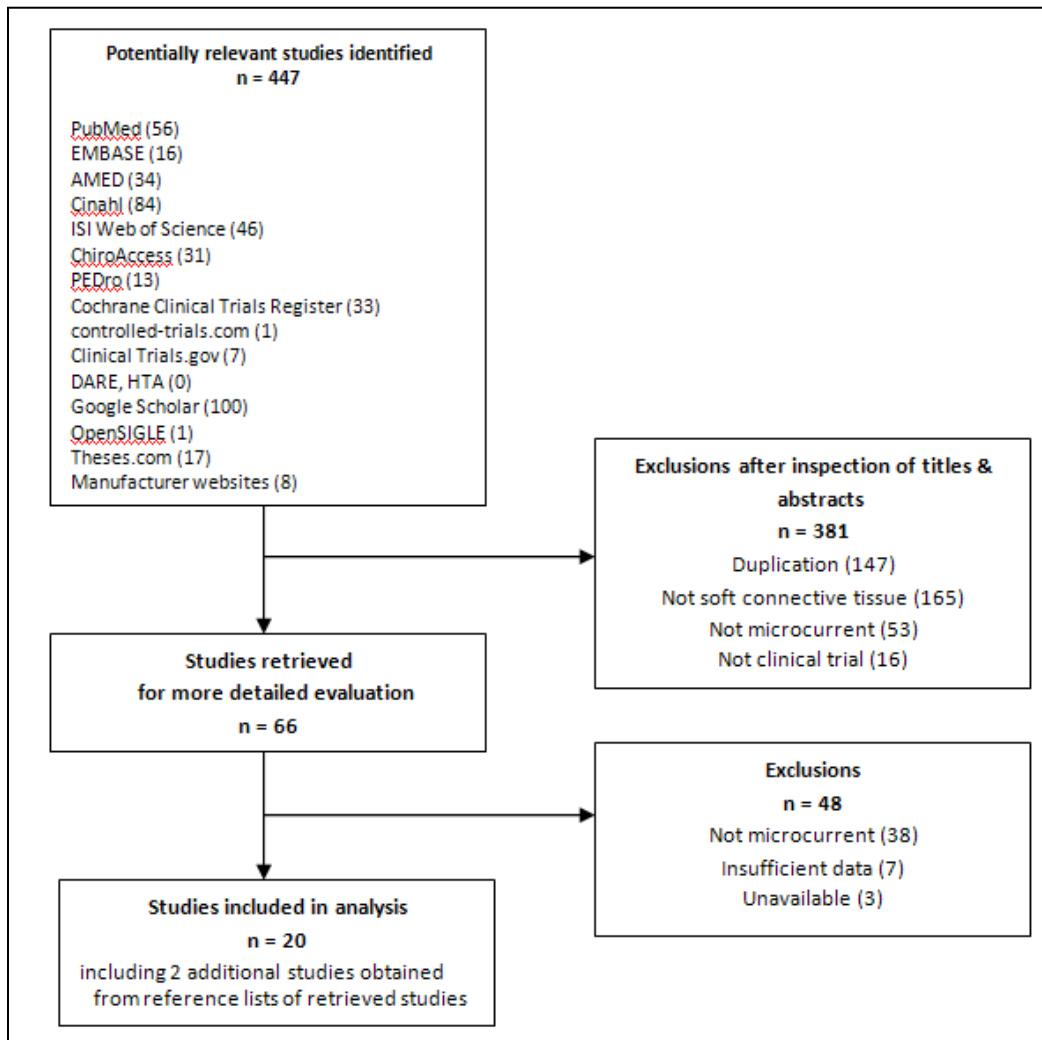 Potentially relevant studies identified
n = 447
PubMed (56)
EMBASE (16)
AMED (34)
Cinahl (84)
ISI Web of Science (46)
ChiroAccess (31)
PEDro (13)
Cochrane Clinical Trials Register (33)
controlled-trials.com (1)
Clinical Trials.gov (7)
DARE, HTA (0)
Google Scholar (100)
OpenSIGLE (1)
Theses.com (17)
Manufacturer websites (8)
Exclusions after inspection of titles &
abstracts
n = 381
Duplication (147)
Not soft connective tissue (165)
Not microcurrent (53)
Not clinical trial (16)
Studies retrieved
for more detailed evaluation
n = 66
Exclusions
n = 48
Not microcurrent (38)
Insufficient data (7)
Unavailable (3)
Studies included in analysis
n = 20
including 2 additional studies obtained
from reference lists of retrieved studies